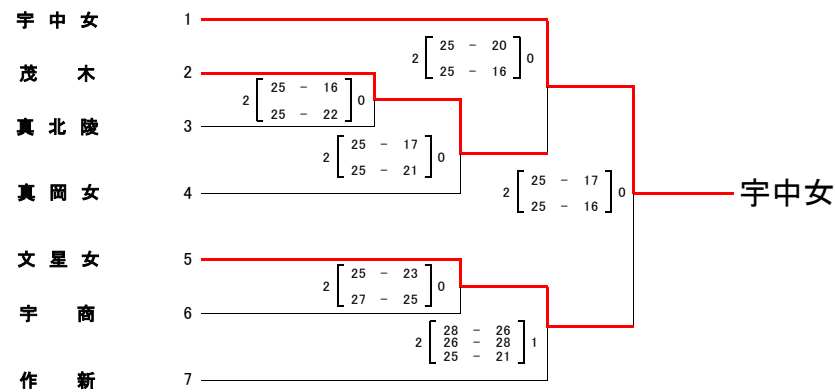 宇中女 1
2 25 - 20 0
25 - 16
茂木 2
2 25 - 16 0
25 - 22
真北陵 3
2 25 - 17 0
25 - 21
真岡女 4
2 25 - 17 0
25 - 16
宇中女
文星女 5
2 25 - 23 0
27 - 25
宇商 6
2 28 - 26 1
26 - 28
25 - 21
作新 7